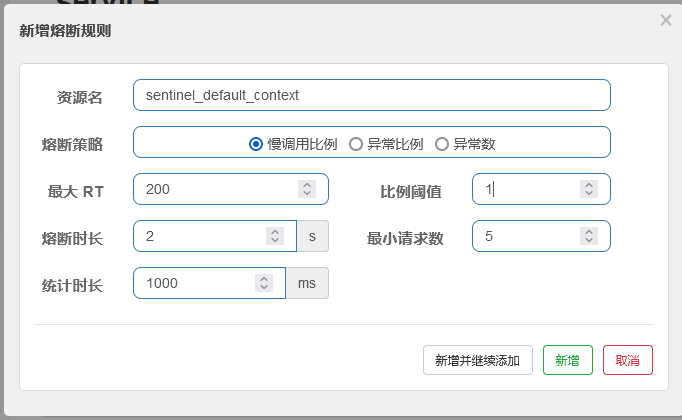 service
×
新增熔断规则
资源名 sentinel_default_context
熔断策略 慢调用比例 异常比例 异常数
最大 RT 200 比例阈值 1
熔断时长 2 s 最小请求数 5
统计时长 1000 ms
新增并继续添加 新增 取消